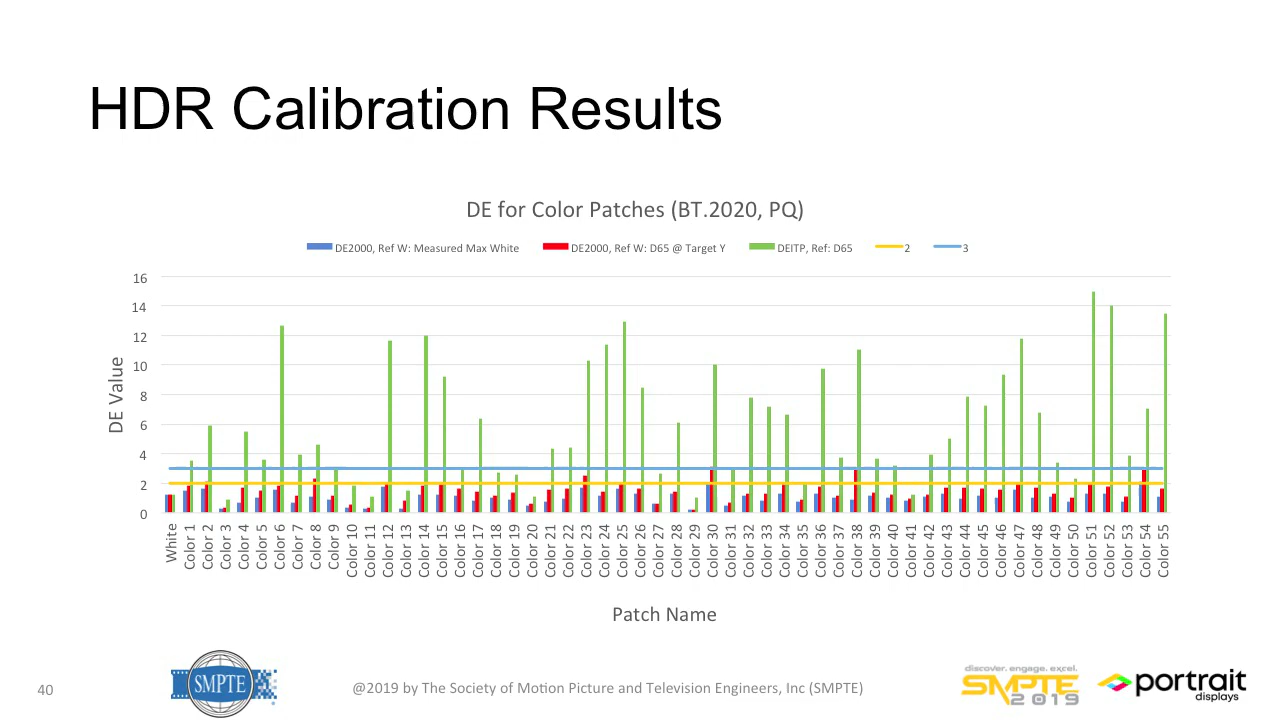 HDR Calibration Results
DE for Color Patches (BT.2020, PQ)
DE2000, Ref W: Measured Max White DE2000, Ref W: D65 @ Target Y DEITP, Ref: D65 2 3
16
14
12
10
8
6
4
2
0
DE Value
White
Color 1
Color 2
Color 3
Color 4
Color 5
Color 6
Color 7
Color 8
Color 9
Color 10
Color 11
Color 12
Color 13
Color 14
Color 15
Color 16
Color 17
Color 18
Color 19
Color 20
Color 21
Color 22
Color 23
Color 24
Color 25
Color 26
Color 27
Color 28
Color 29
Color 30
Color 31
Color 32
Color 33
Color 34
Color 35
Color 36
Color 37
Color 38
Color 39
Color 40
Color 41
Color 42
Color 43
Color 44
Color 45
Color 46
Color 47
Color 48
Color 49
Color 50
Color 51
Color 52
Color 53
Color 54
Color 55
Patch Name
40
SMPTE
@2019 by The Society of Motion Picture and Television Engineers, Inc (SMPTE)
discover. engage. excel.
SMPTE
2019
portrait
displays